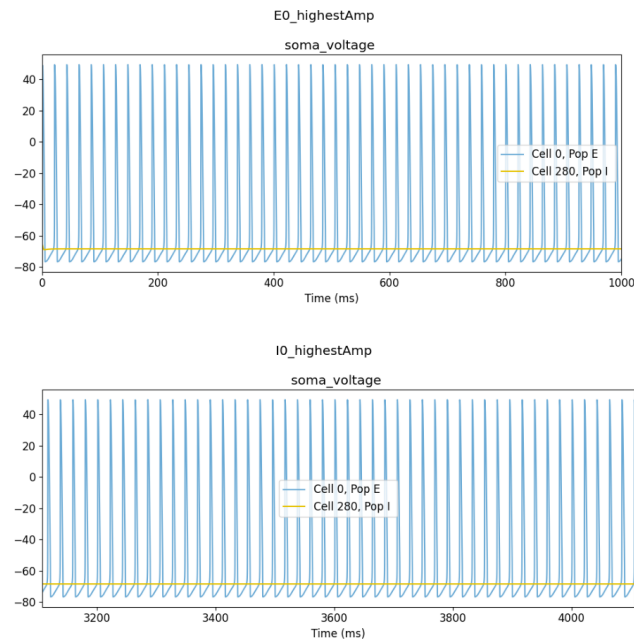 E0_highestAmp
soma_voltage
40
20
0
−20
−40
−60
−80
Cell 0, Pop E
Cell 280, Pop I
0 200 400 600 800 1000
Time (ms)
I0_highestAmp
soma_voltage
40
20
0
−20
−40
−60
−80
Cell 0, Pop E
Cell 280, Pop I
3200 3400 3600 3800 4000
Time (ms)